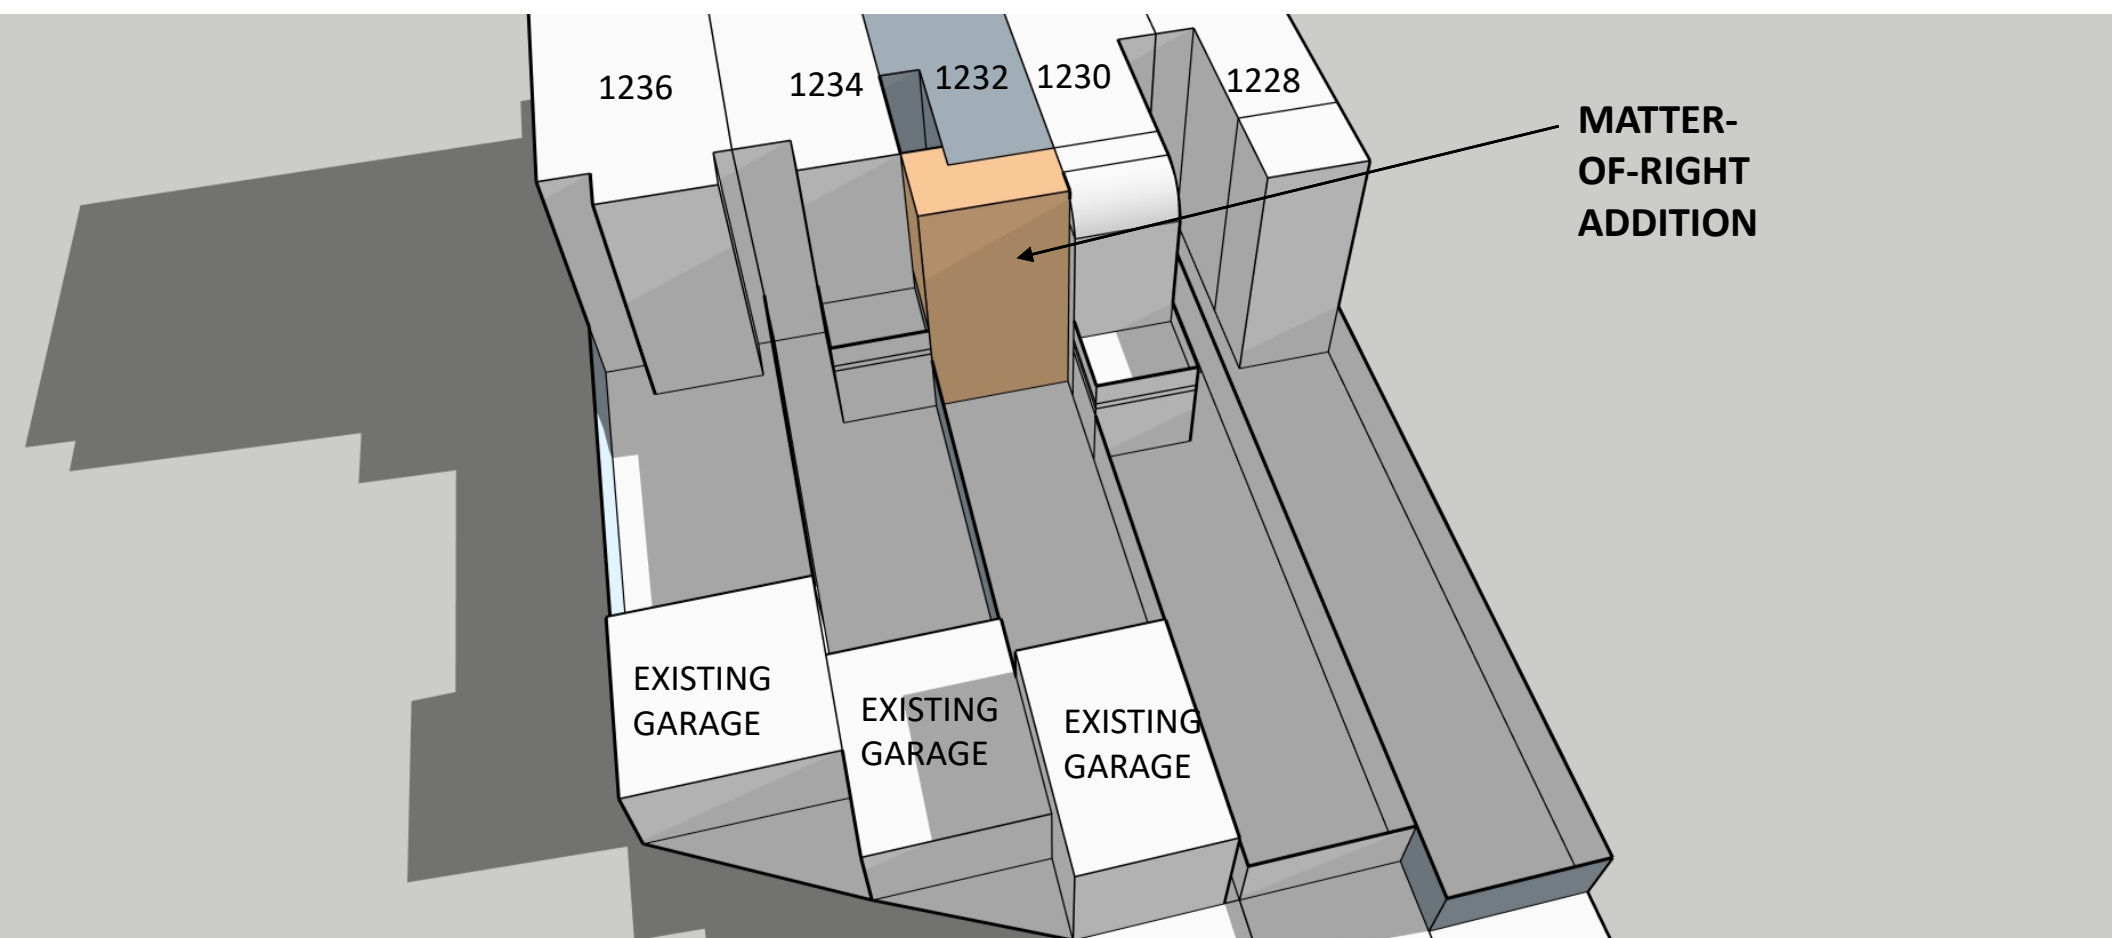 1236
1234
1232
1230
1228
MATTER-
OF-RIGHT
ADDITION
EXISTING
GARAGE
EXISTING
GARAGE
EXISTING
GARAGE